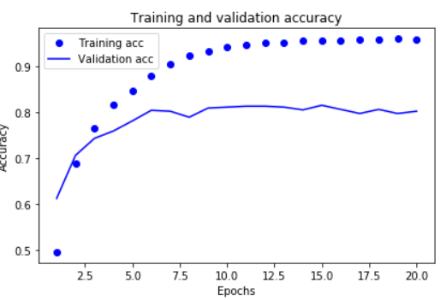 Training and validation accuracy
Training acc
Validation acc
0.9
0.8
0.7
0.6
0.5
Accuracy
2.5 5.0 7.5 10.0 12.5 15.0 17.5 20.0
Epochs